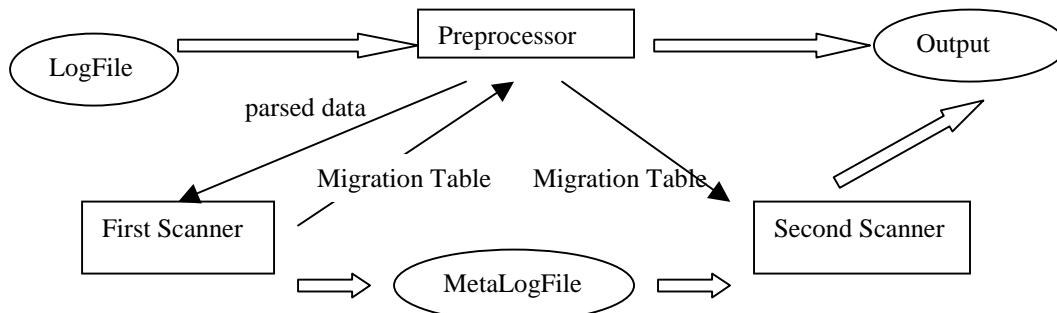 Preprocessor
Output
LogFile
parsed data
Migration Table
Migration Table
First Scanner
Second Scanner
MetaLogFile